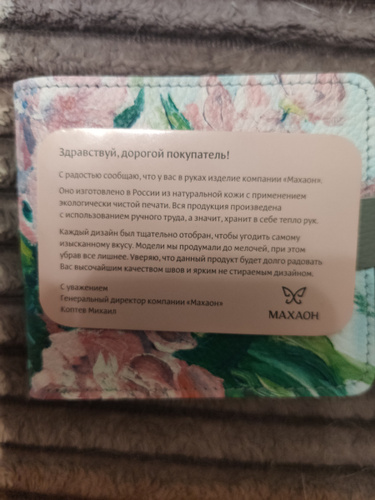 Здравствуй, дорогой покупатель!
С радостью сообщаю, что у вас в руках изделие компании «Махаон».
Оно изготовлено в России из натуральной кожи с применением
экологически чистой печати. Вся продукция произведена
с использованием ручного труда, а значит, хранит в себе тепло рук.
Каждый дизайн был тщательно отобран, чтобы угодить самому
изысканному вкусу. Модели мы продумали до мелочей, при этом
убрав все лишнее. Уверяю, что данный продукт будет долго радовать
Вас высочайшим качеством швов и ярким не стираемым дизайном.
С уважением
Генеральный директор компании «Махаон»
Коптев Михаил
МАХАОН